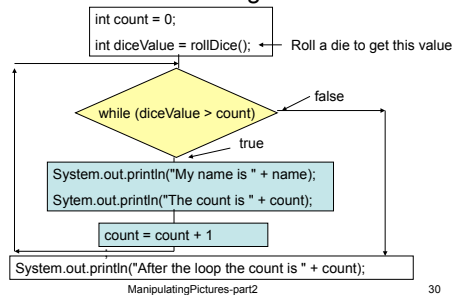 int count = 0;
int diceValue = rollDice();
Roll a die to get this value
while (diceValue > count)
false
true
System.out.println("My name is " + name);
Sytem.out.println("The count is " + count);
count = count + 1
System.out.println("After the loop the count is " + count);
ManipulatingPictures-part2
30